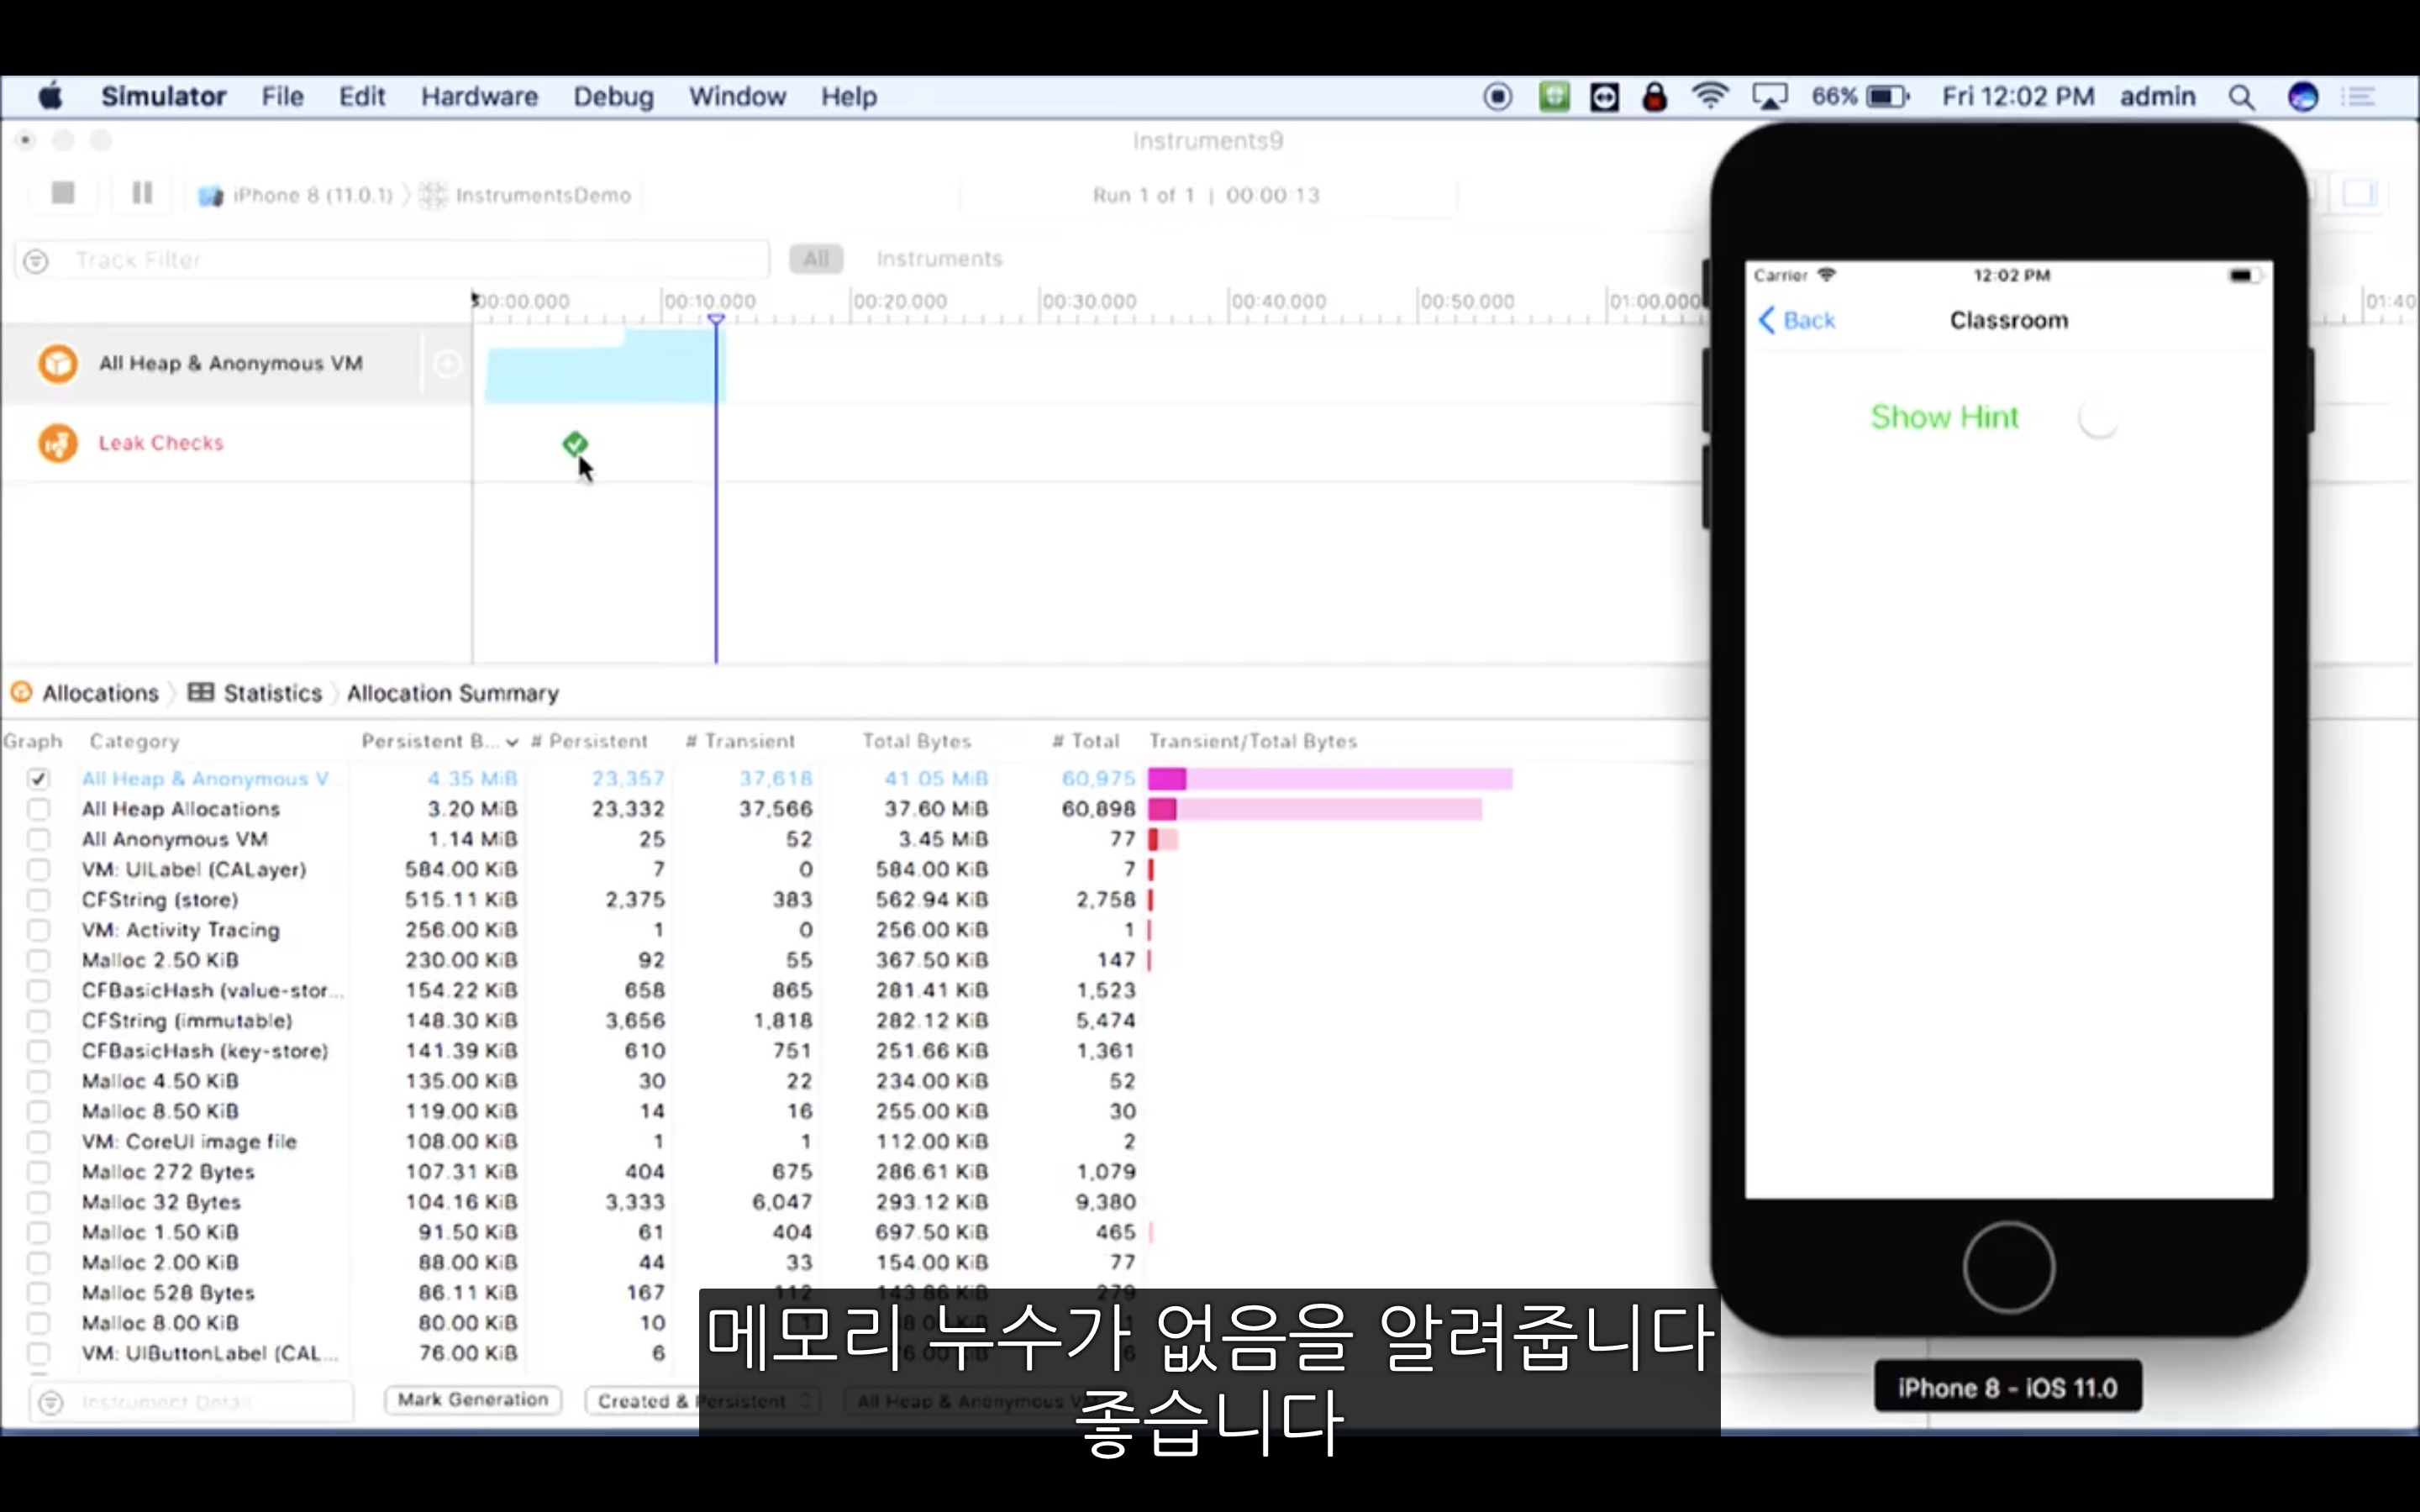 Simulator File Edit Hardware Debug Window Help 66% Fri 12:02 PM admin
Instruments9
iPhone 8 (11.0.1) InstrumentsDemo Run 1 of 1 | 00:00:13
Track Filter All Instruments
00:00.000 00:10.000 00:20.000 00:30.000 00:40.000 00:50.000 01:00.000 01:40
All Heap & Anonymous VM
Leak Checks
Carrier 12:02 PM
Back Classroom
Show Hint
Allocations Statistics Allocation Summary
Graph Category Persistent B... # Persistent # Transient Total Bytes # Total Transient/Total Bytes
All Heap & Anonymous V 4.35 MiB 23,357 37,618 41.05 MiB 60,975
All Heap Allocations 3.20 MiB 23,332 37,566 37.60 MiB 60,898
All Anonymous VM 1.14 MiB 25 52 3.45 MiB 77
VM: UILabel (CALayer) 584.00 KiB 7 0 584.00 KiB 7
CFString (store) 515.11 KiB 2,375 383 562.94 KiB 2,758
VM: Activity Tracing 256.00 KiB 1 0 256.00 KiB 1
Malloc 2.50 KiB 230.00 KiB 92 55 367.50 KiB 147
CFBasicHash (value-stor... 154.22 KiB 658 865 281.41 KiB 1,523
CFString (immutable) 148.30 KiB 3,656 1,818 282.12 KiB 5,474
CFBasicHash (key-store) 141.39 KiB 610 751 251.66 KiB 1,361
Malloc 4.50 KiB 135.00 KiB 30 22 234.00 KiB 52
Malloc 8.50 KiB 119.00 KiB 14 16 255.00 KiB 30
VM: CoreUI image file 108.00 KiB 1 1 112.00 KiB 2
Malloc 272 Bytes 107.31 KiB 404 675 286.61 KiB 1,079
Malloc 32 Bytes 104.16 KiB 3,333 6,047 293.12 KiB 9,380
Malloc 1.50 KiB 91.50 KiB 61 404 697.50 KiB 465
Malloc 2.00 KiB 88.00 KiB 44 33 154.00 KiB 77
Malloc 528 Bytes 86.11 KiB 167 112 143.86 KiB 279
Malloc 8.00 KiB 80.00 KiB 10
VM: UIButtonLabel (CAL... 76.00 KiB 6
Instrument Detail Mark Generation Created & Persistent All Heap & Anonymous V
메모리 누수가 없음을 알려줍니다
좋습니다
iPhone 8 - iOS 11.0